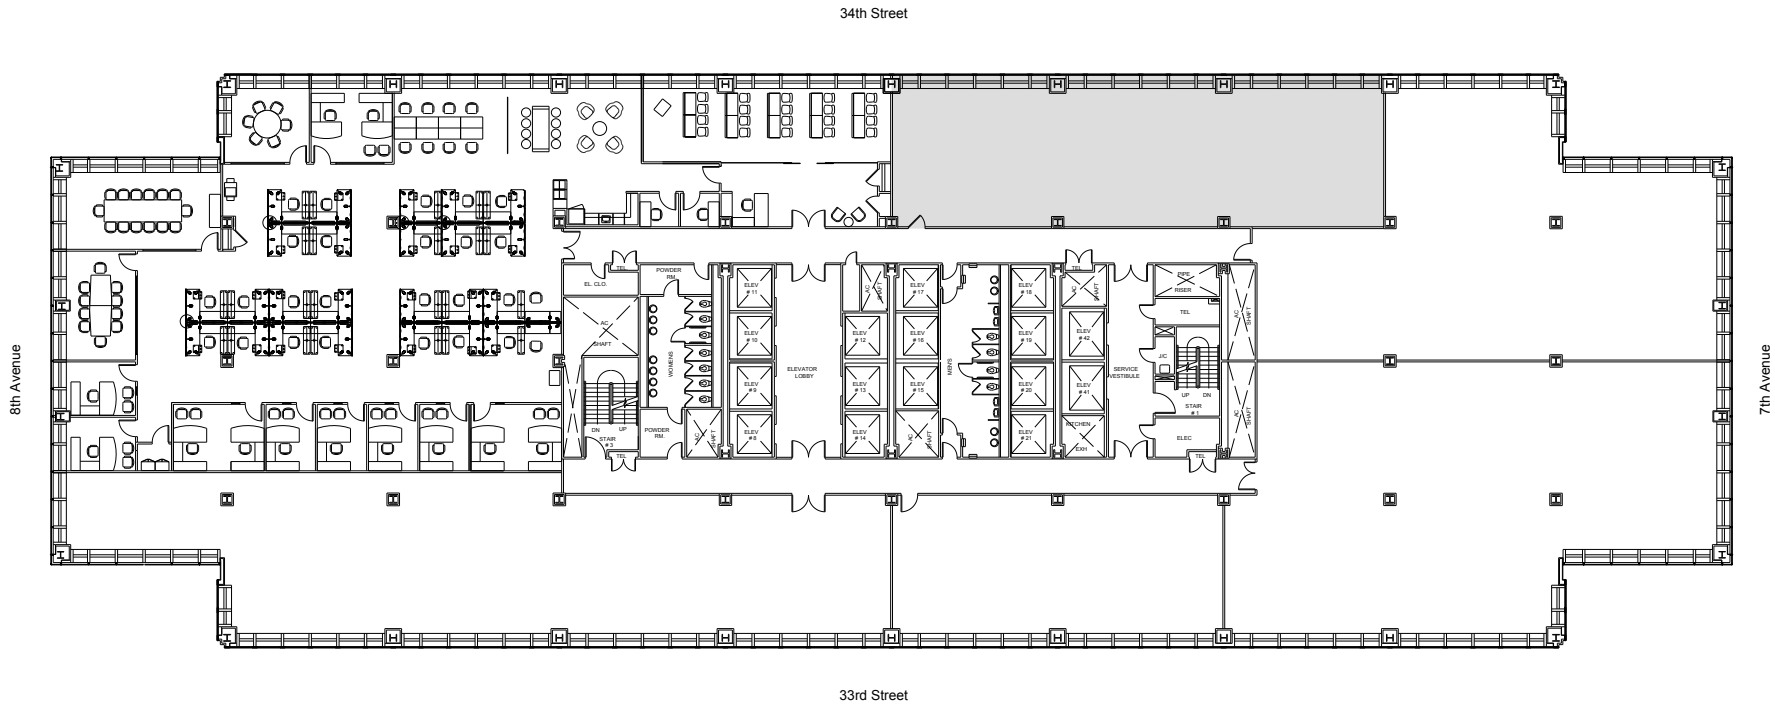 34th Street
8th Avenue
7th Avenue
TEL
EL. CLO.
AC
SHAFT
DN
UP
STAIR
# 3
TEL
POWDER
RM.
WOMENS
POWDER
RM.
AC
SHAFT
ELEV
# 11
ELEV
# 10
ELEV
# 9
ELEV
# 8
ELEVATOR
LOBBY
AC
SHAFT
ELEV
# 12
ELEV
# 13
ELEV
# 14
ELEV
# 17
ELEV
# 16
ELEV
# 15
AC
SHAFT
MEN'S
ELEV
# 18
ELEV
# 19
ELEV
# 20
ELEV
# 21
TEL
AC
SHAFT
ELEV
# 42
ELEV
# 41
KITCHEN
EXH
SERVICE
VESTIBULE
PIPE
RISER
TEL
J/C
UP
DN
STAIR
# 1
ELEC
TEL
AC
SHAFT
AC
SHAFT
33rd Street